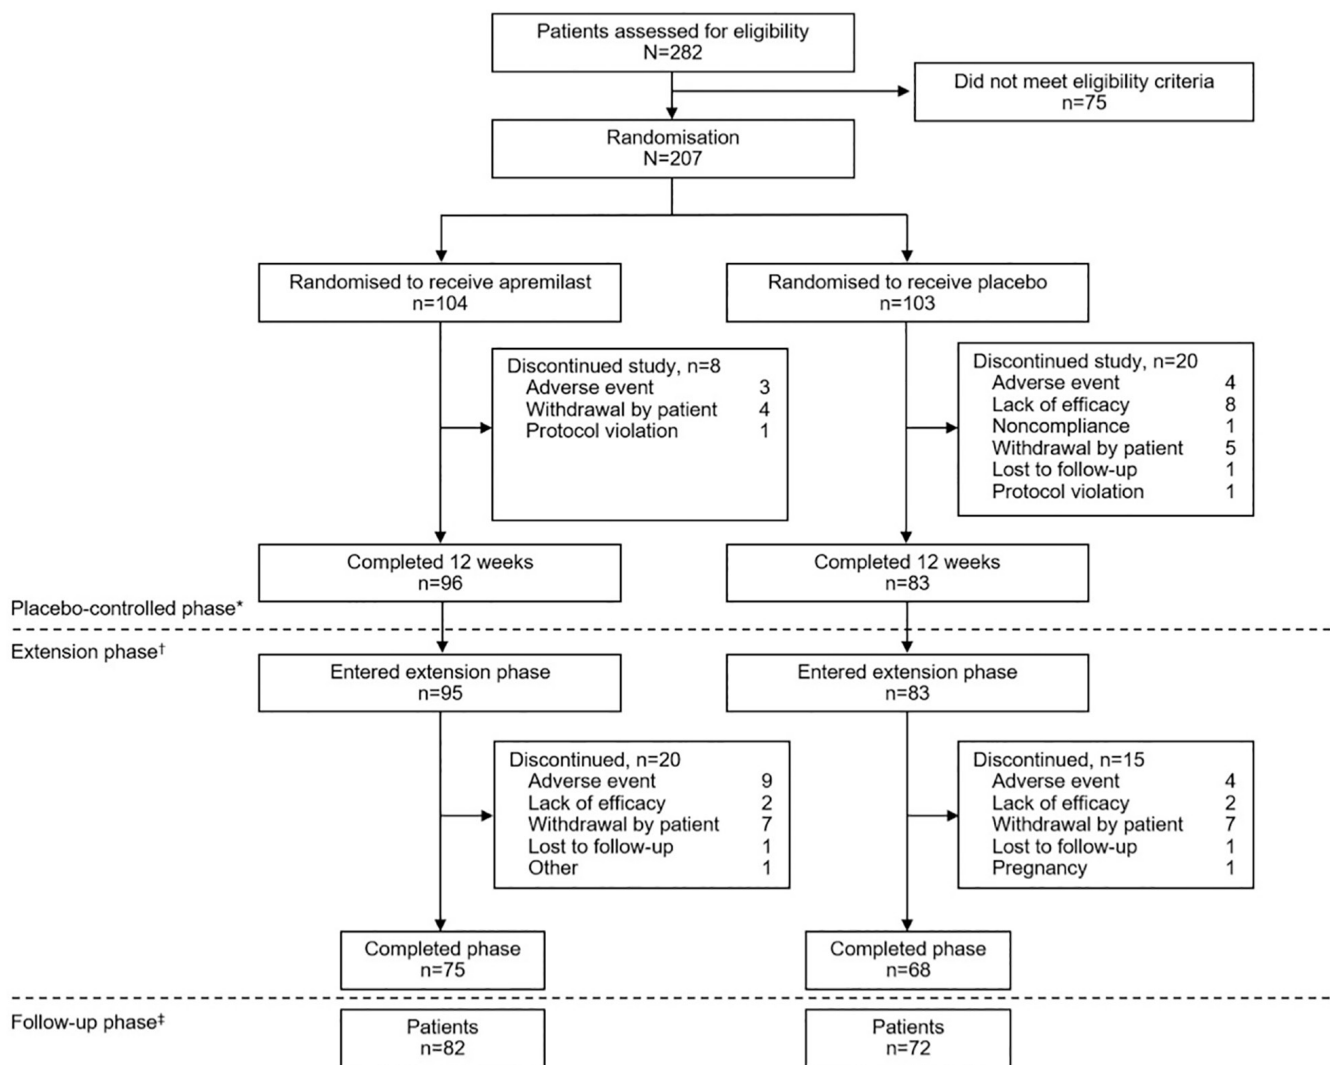 Patients assessed for eligibility
N=282
Did not meet eligibility criteria
n=75
Randomisation
N=207
Randomised to receive apremilast
n=104
Randomised to receive placebo
n=103
Discontinued study, n=8
Adverse event 3
Withdrawal by patient 4
Protocol violation 1
Discontinued study, n=20
Adverse event 4
Lack of efficacy 8
Noncompliance 1
Withdrawal by patient 5
Lost to follow-up 1
Protocol violation 1
Completed 12 weeks
n=96
Completed 12 weeks
n=83
Placebo-controlled phase*
Extension phase†
Entered extension phase
n=95
Entered extension phase
n=83
Discontinued, n=20
Adverse event 9
Lack of efficacy 2
Withdrawal by patient 7
Lost to follow-up 1
Other 1
Discontinued, n=15
Adverse event 4
Lack of efficacy 2
Withdrawal by patient 7
Lost to follow-up 1
Pregnancy 1
Completed phase
n=75
Completed phase
n=68
Follow-up phase‡
Patients
n=82
Patients
n=72